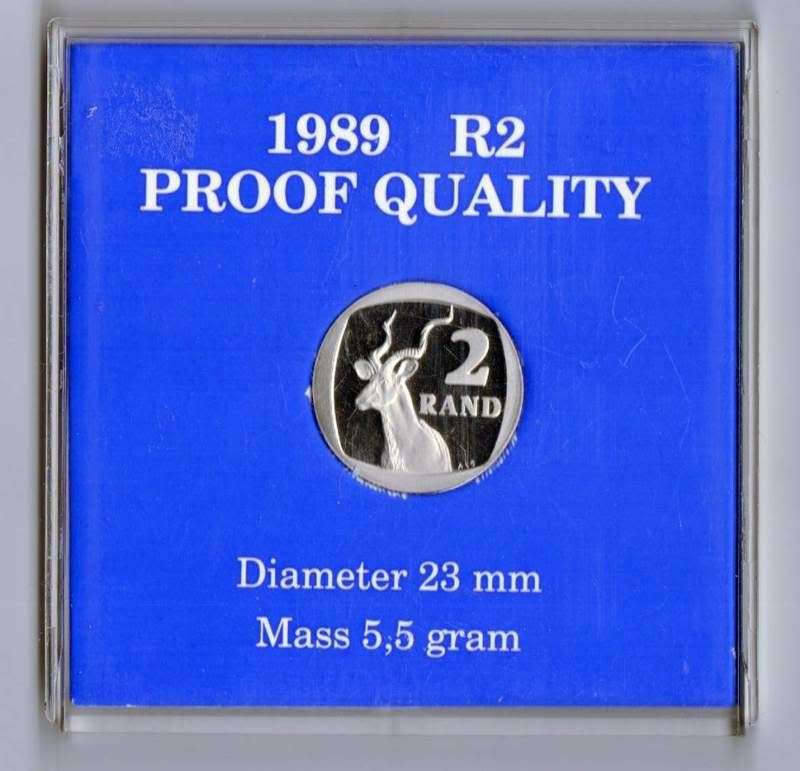 1989 R2
PROOF QUALITY
2
RAND
Diameter 23 mm
Mass 5,5 gram